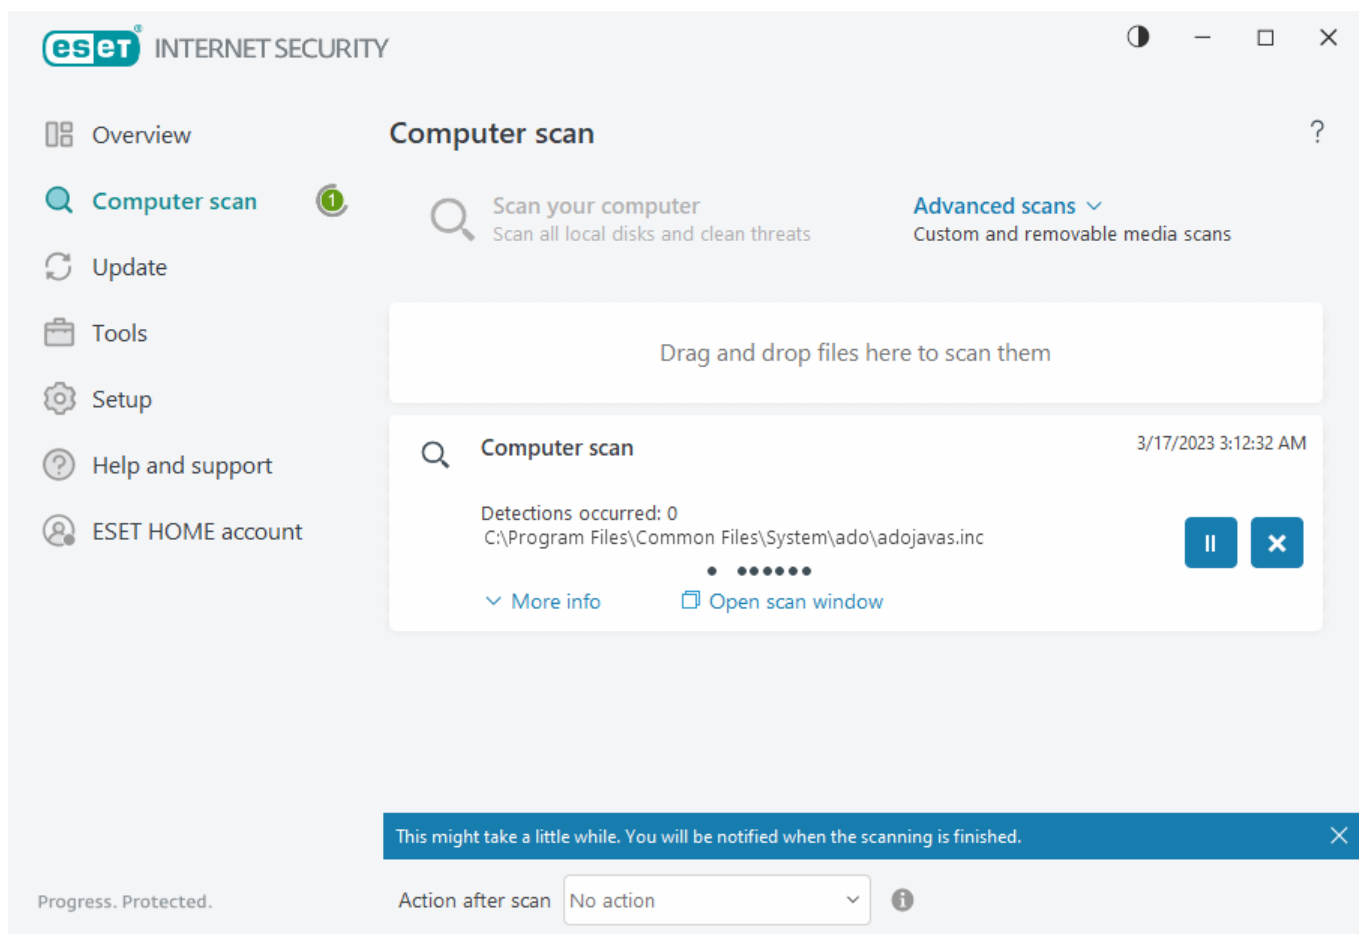 eset® INTERNET SECURITY
Overview
Computer scan
1
Update
Tools
Setup
Help and support
ESET HOME account
Computer scan
?
Scan your computer
Scan all local disks and clean threats
Advanced scans
Custom and removable media scans
Drag and drop files here to scan them
Computer scan
3/17/2023 3:12:32 AM
Detections occurred: 0
C:\Program Files\Common Files\System\ado\adojavas.inc
More info
Open scan window
This might take a little while. You will be notified when the scanning is finished.
Progress. Protected.
Action after scan
No action